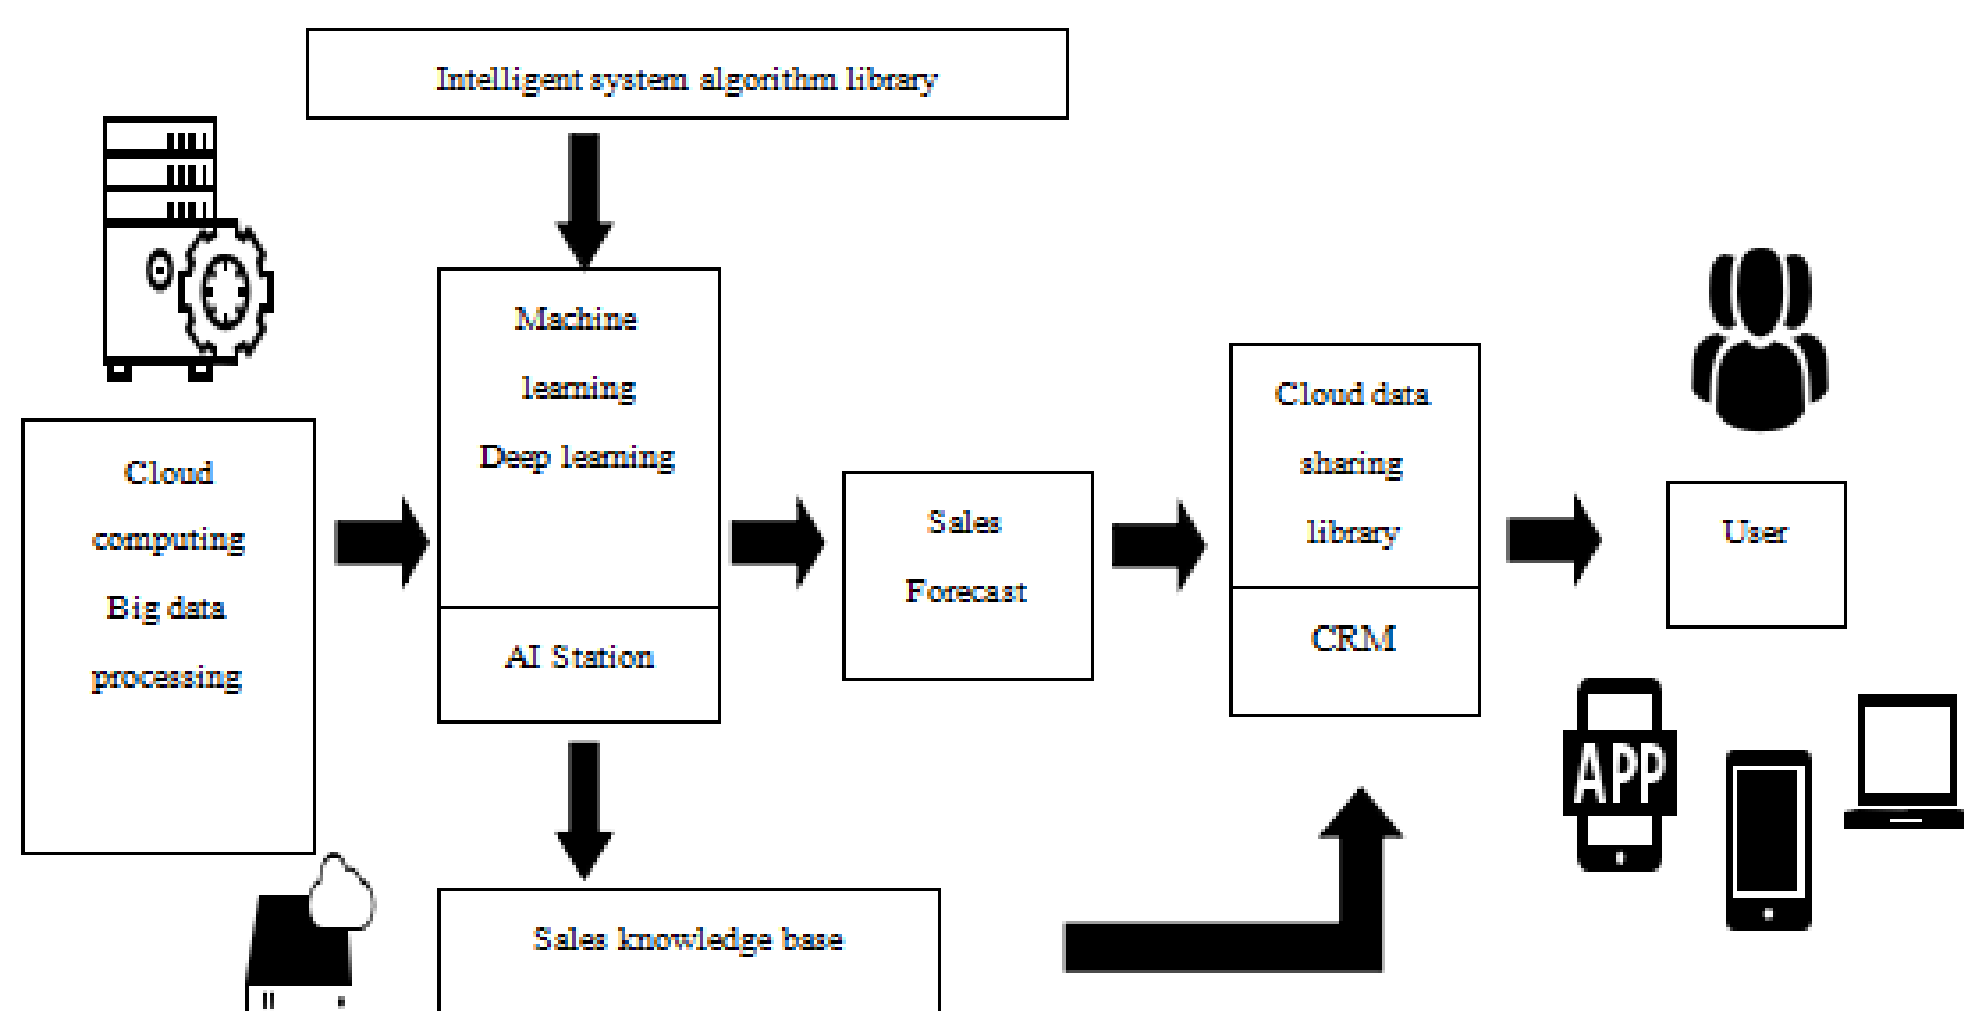 Intelligent system algorithm library
Cloud
computing
Big data
processing
Machine
learning
Deep learning
AI Station
Sales
Forecast
Cloud data
sharing
library
CRM
User
APP
Sales knowledge base